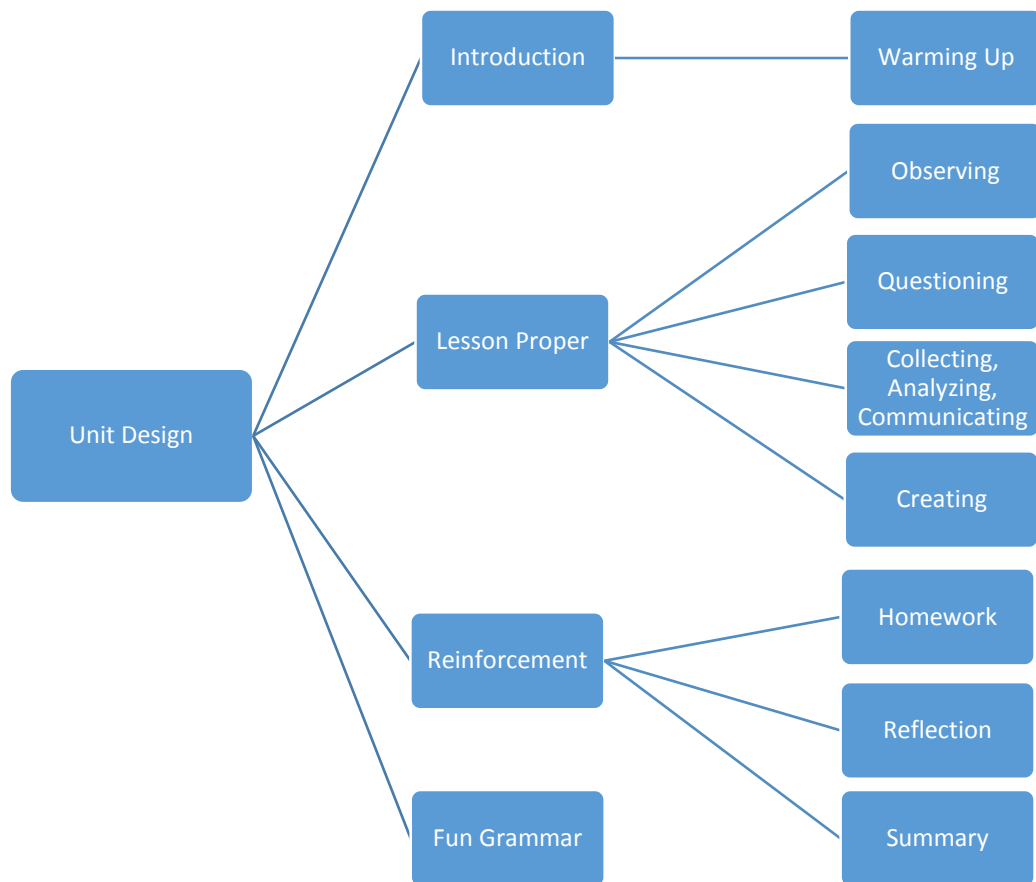 Unit Design
Introduction
Warming Up
Lesson Proper
Observing
Questioning
Collecting,
Analyzing,
Communicating
Creating
Reinforcement
Homework
Reflection
Summary
Fun Grammar